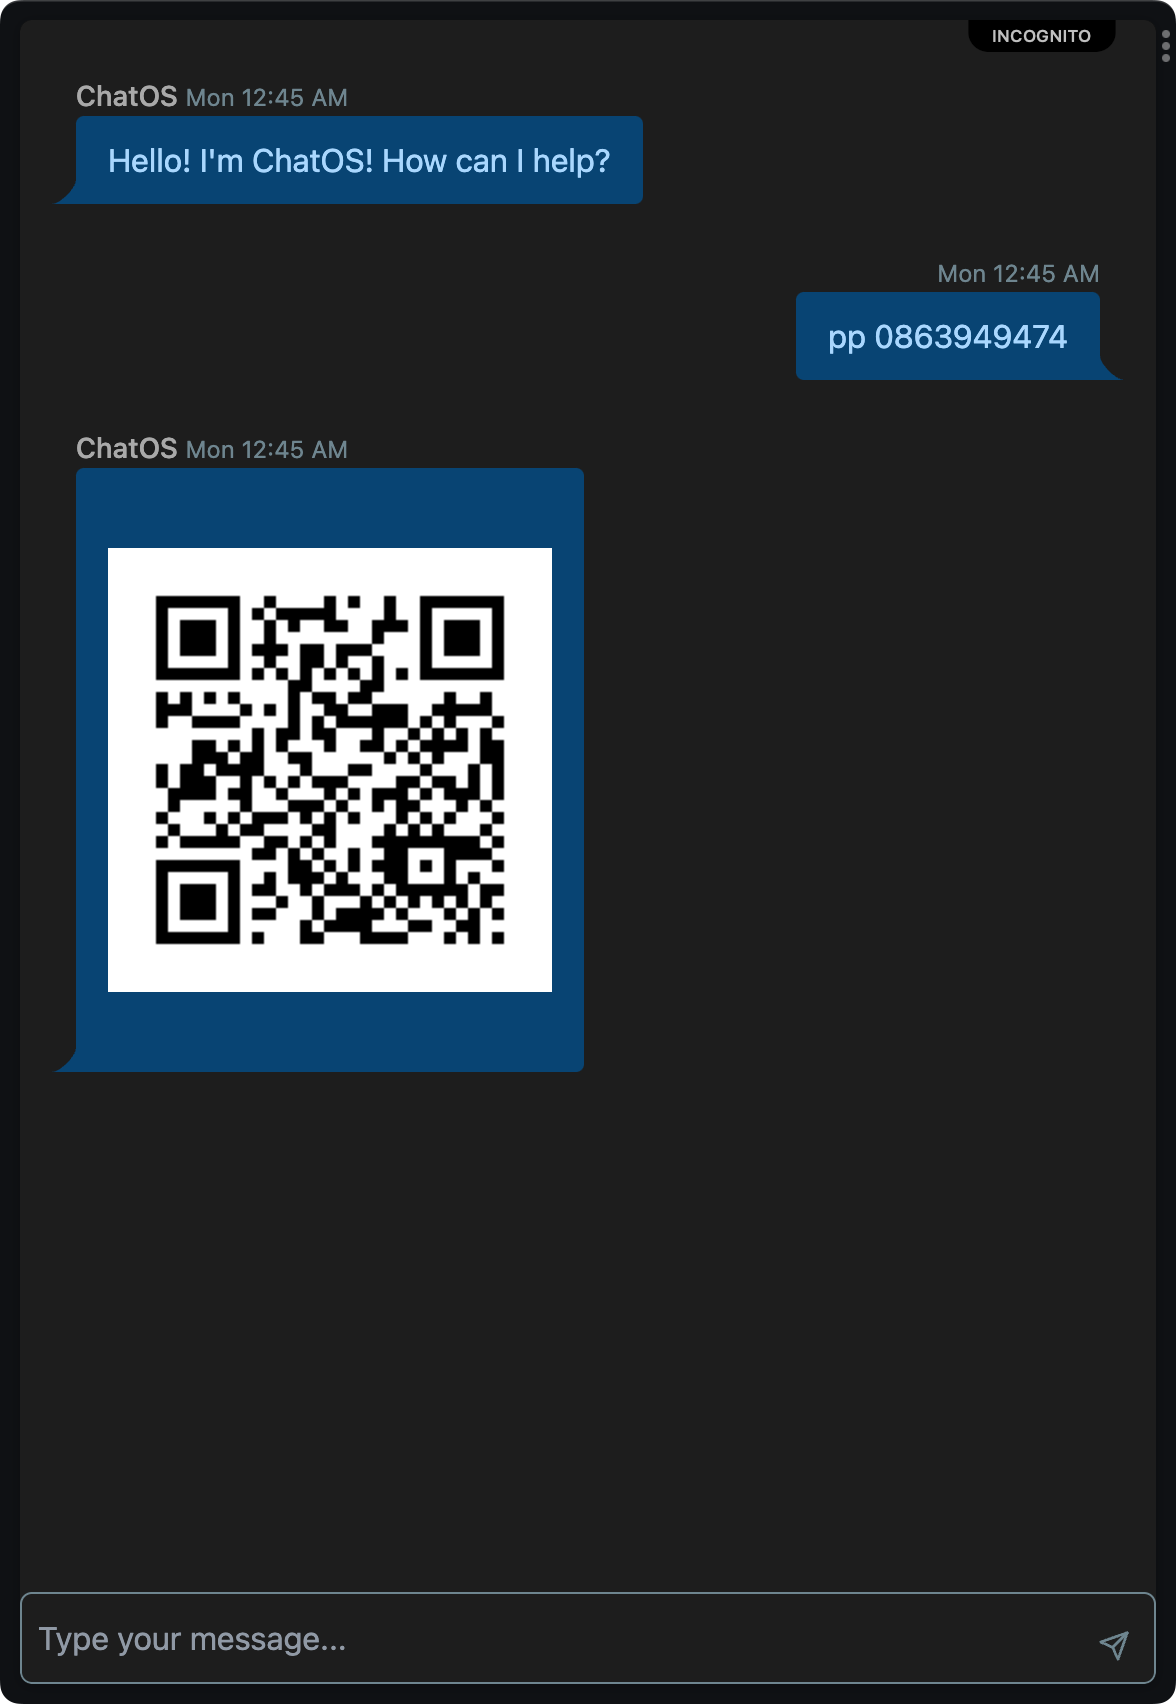 INCOGNITO
ChatOS Mon 12:45 AM
Hello! I'm ChatOS! How can I help?
Mon 12:45 AM
pp 0863949474
ChatOS Mon 12:45 AM
Type your message...